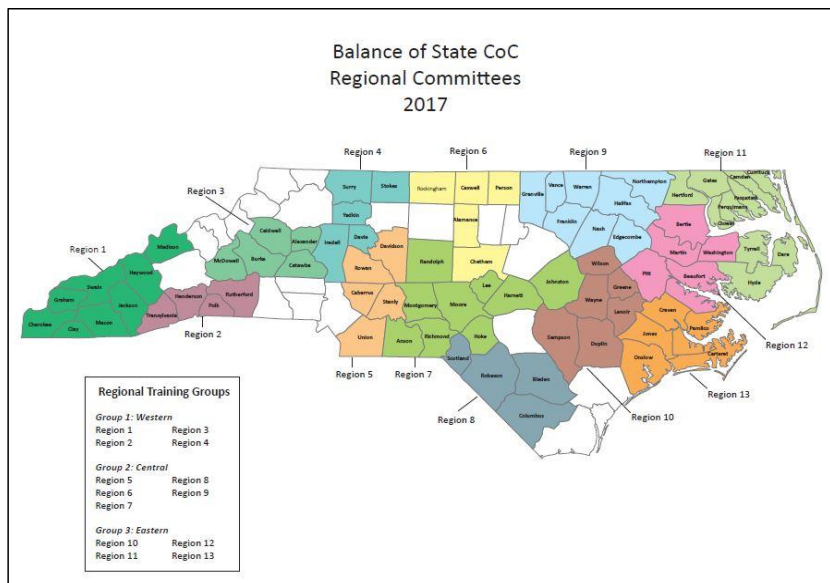 Balance of State CoC
Regional Committees
2017
Region 4
Region 6
Region 9
Region 11
Region 3
Region 1
Region 2
Region 5
Region 7
Region 8
Region 10
Region 12
Region 13
Surry
Stokes
Rockingham
Caswell
Person
Granville
Vance
Warren
Northampton
Hertford
Gates
Camden
Currituck
Pasquotank
Perquimans
Chowan
Yadkin
Alamance
Halifax
Bertie
Franklin
Nash
Edgecombe
Caldwell
Alexander
Iredell
Davie
Davidson
Madison
McDowell
Burke
Catawba
Rowan
Randolph
Chatham
Wilson
Martin
Washington
Tyrrell
Dare
Haywood
Swain
Graham
Jackson
Cherokee
Clay
Macon
Transylvania
Henderson
Polk
Rutherford
Cabarrus
Stanly
Montgomery
Moore
Lee
Harnett
Johnston
Wayne
Greene
Pitt
Beaufort
Hyde
Lenoir
Craven
Pamlico
Jones
Union
Anson
Richmond
Hoke
Scotland
Sampson
Duplin
Onslow
Carteret
Robeson
Bladen
Columbus
Regional Training Groups
Group 1: Western
Region 1 Region 3
Region 2 Region 4
Group 2: Central
Region 5 Region 8
Region 6 Region 9
Region 7
Group 3: Eastern
Region 10 Region 12
Region 11 Region 13